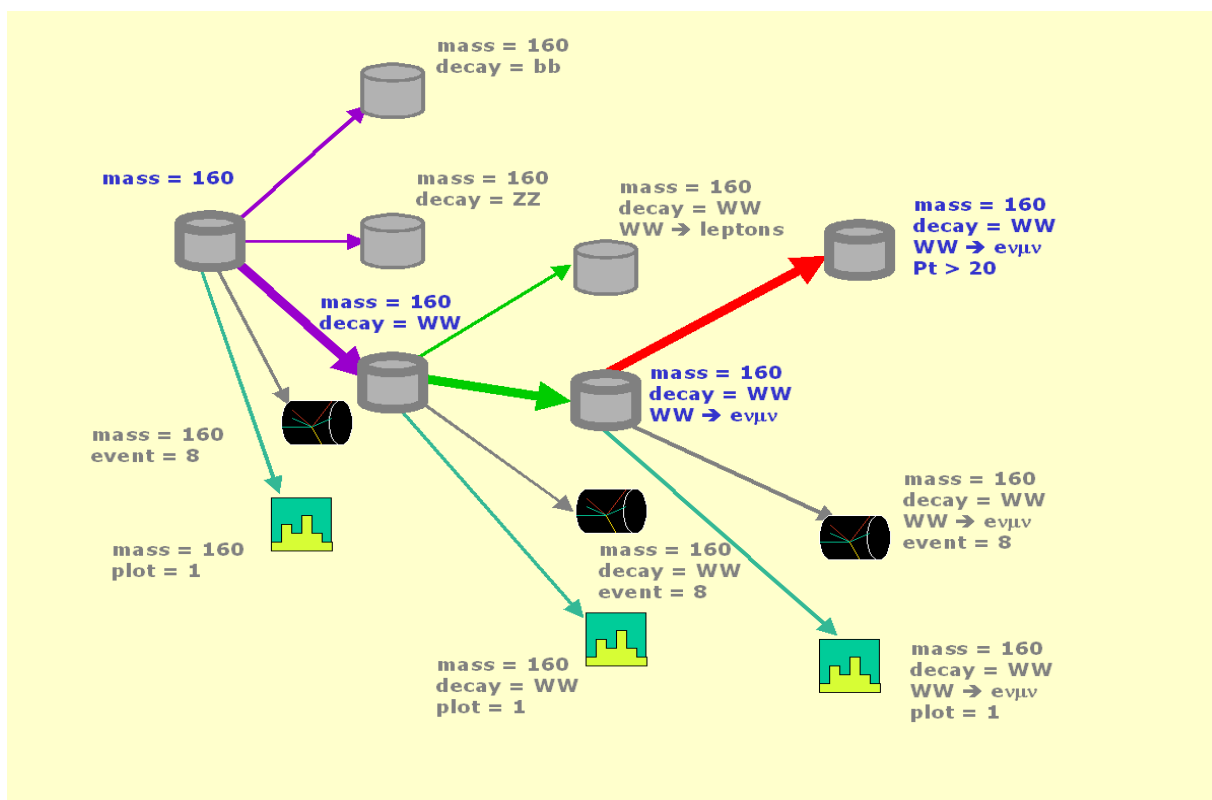 mass = 160
decay = bb
mass = 160
mass = 160
decay = ZZ
mass = 160
decay = WW
WW ➔ leptons
mass = 160
decay = WW
WW ➔ eνμν
Pt > 20
mass = 160
decay = WW
mass = 160
decay = WW
WW ➔ eνμν
mass = 160
event = 8
mass = 160
plot = 1
mass = 160
decay = WW
event = 8
mass = 160
decay = WW
WW ➔ eνμν
event = 8
mass = 160
decay = WW
plot = 1
mass = 160
decay = WW
WW ➔ eνμν
plot = 1